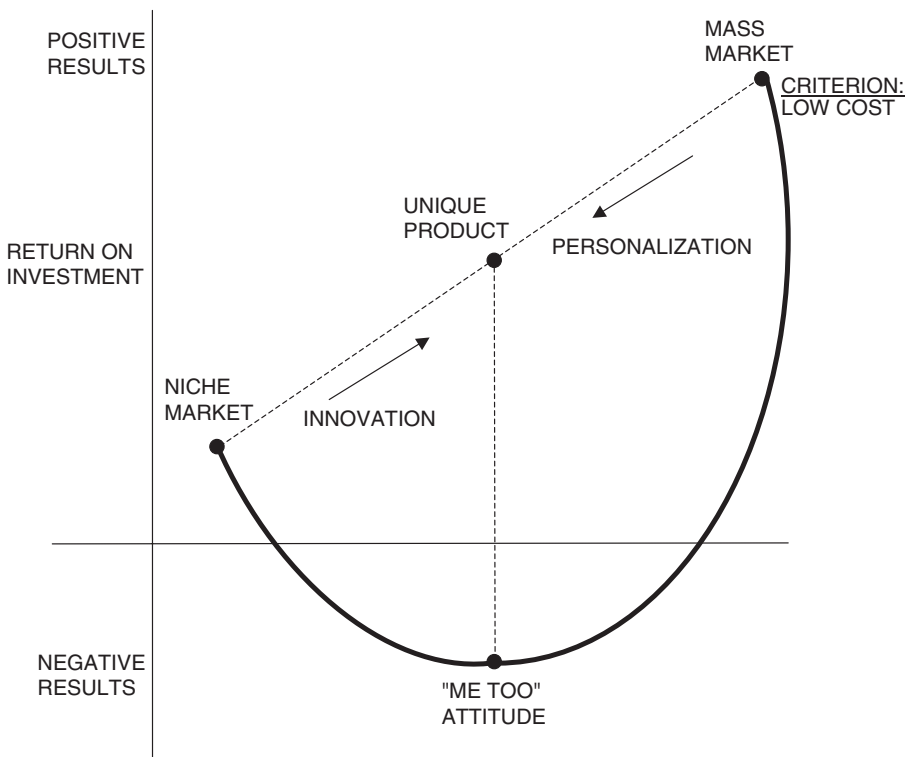 POSITIVE
RESULTS
MASS
MARKET
CRITERION:
LOW COST
UNIQUE
PRODUCT
PERSONALIZATION
RETURN ON
INVESTMENT
NICHE
MARKET
INNOVATION
NEGATIVE
RESULTS
"ME TOO"
ATTITUDE